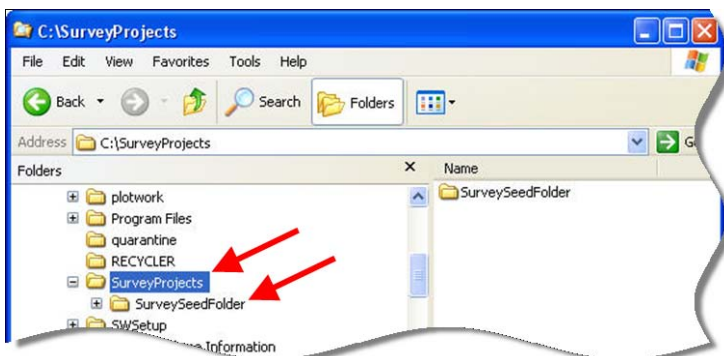 C:\SurveyProjects
File Edit View Favorites Tools Help
Back Search Folders
Address C:\SurveyProjects
Folders × Name
plotwork SurveySeedFolder
Program Files
quarantine
RECYCLER
SurveyProjects
SurveySeedFolder
SWSetup
Information